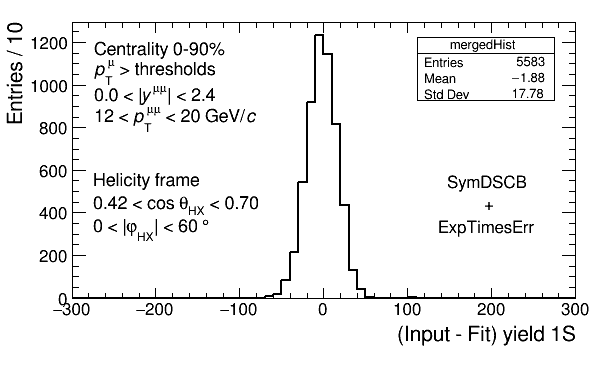 mergedHist
Entries 5583
Mean −1.88
Std Dev 17.78
Centrality 0-90%
p_T^μ > thresholds
0.0 < |y^μμ| < 2.4
12 < p_T^μμ < 20 GeV/c
Helicity frame
0.42 < cos θ_HX < 0.70
0 < |φ_HX| < 60 °
SymDSCB
+
ExpTimesErr
Entries / 10
1200
1000
800
600
400
200
0
−300 −200 −100 0 100 200 300
(Input - Fit) yield 1S